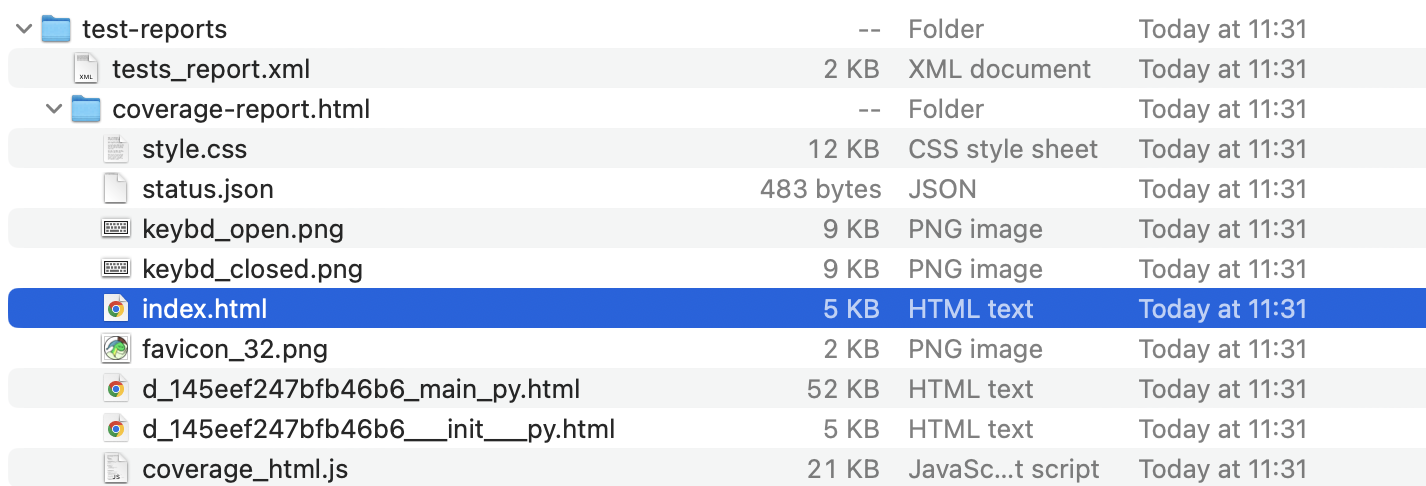 test-reports -- Folder Today at 11:31
tests_report.xml 2 KB XML document Today at 11:31
coverage-report.html -- Folder Today at 11:31
style.css 12 KB CSS style sheet Today at 11:31
status.json 483 bytes JSON Today at 11:31
keybd_open.png 9 KB PNG image Today at 11:31
keybd_closed.png 9 KB PNG image Today at 11:31
index.html 5 KB HTML text Today at 11:31
favicon_32.png 2 KB PNG image Today at 11:31
d_145eef247bfb46b6_main_py.html 52 KB HTML text Today at 11:31
d_145eef247bfb46b6___init___py.html 5 KB HTML text Today at 11:31
coverage_html.js 21 KB JavaSc...t script Today at 11:31